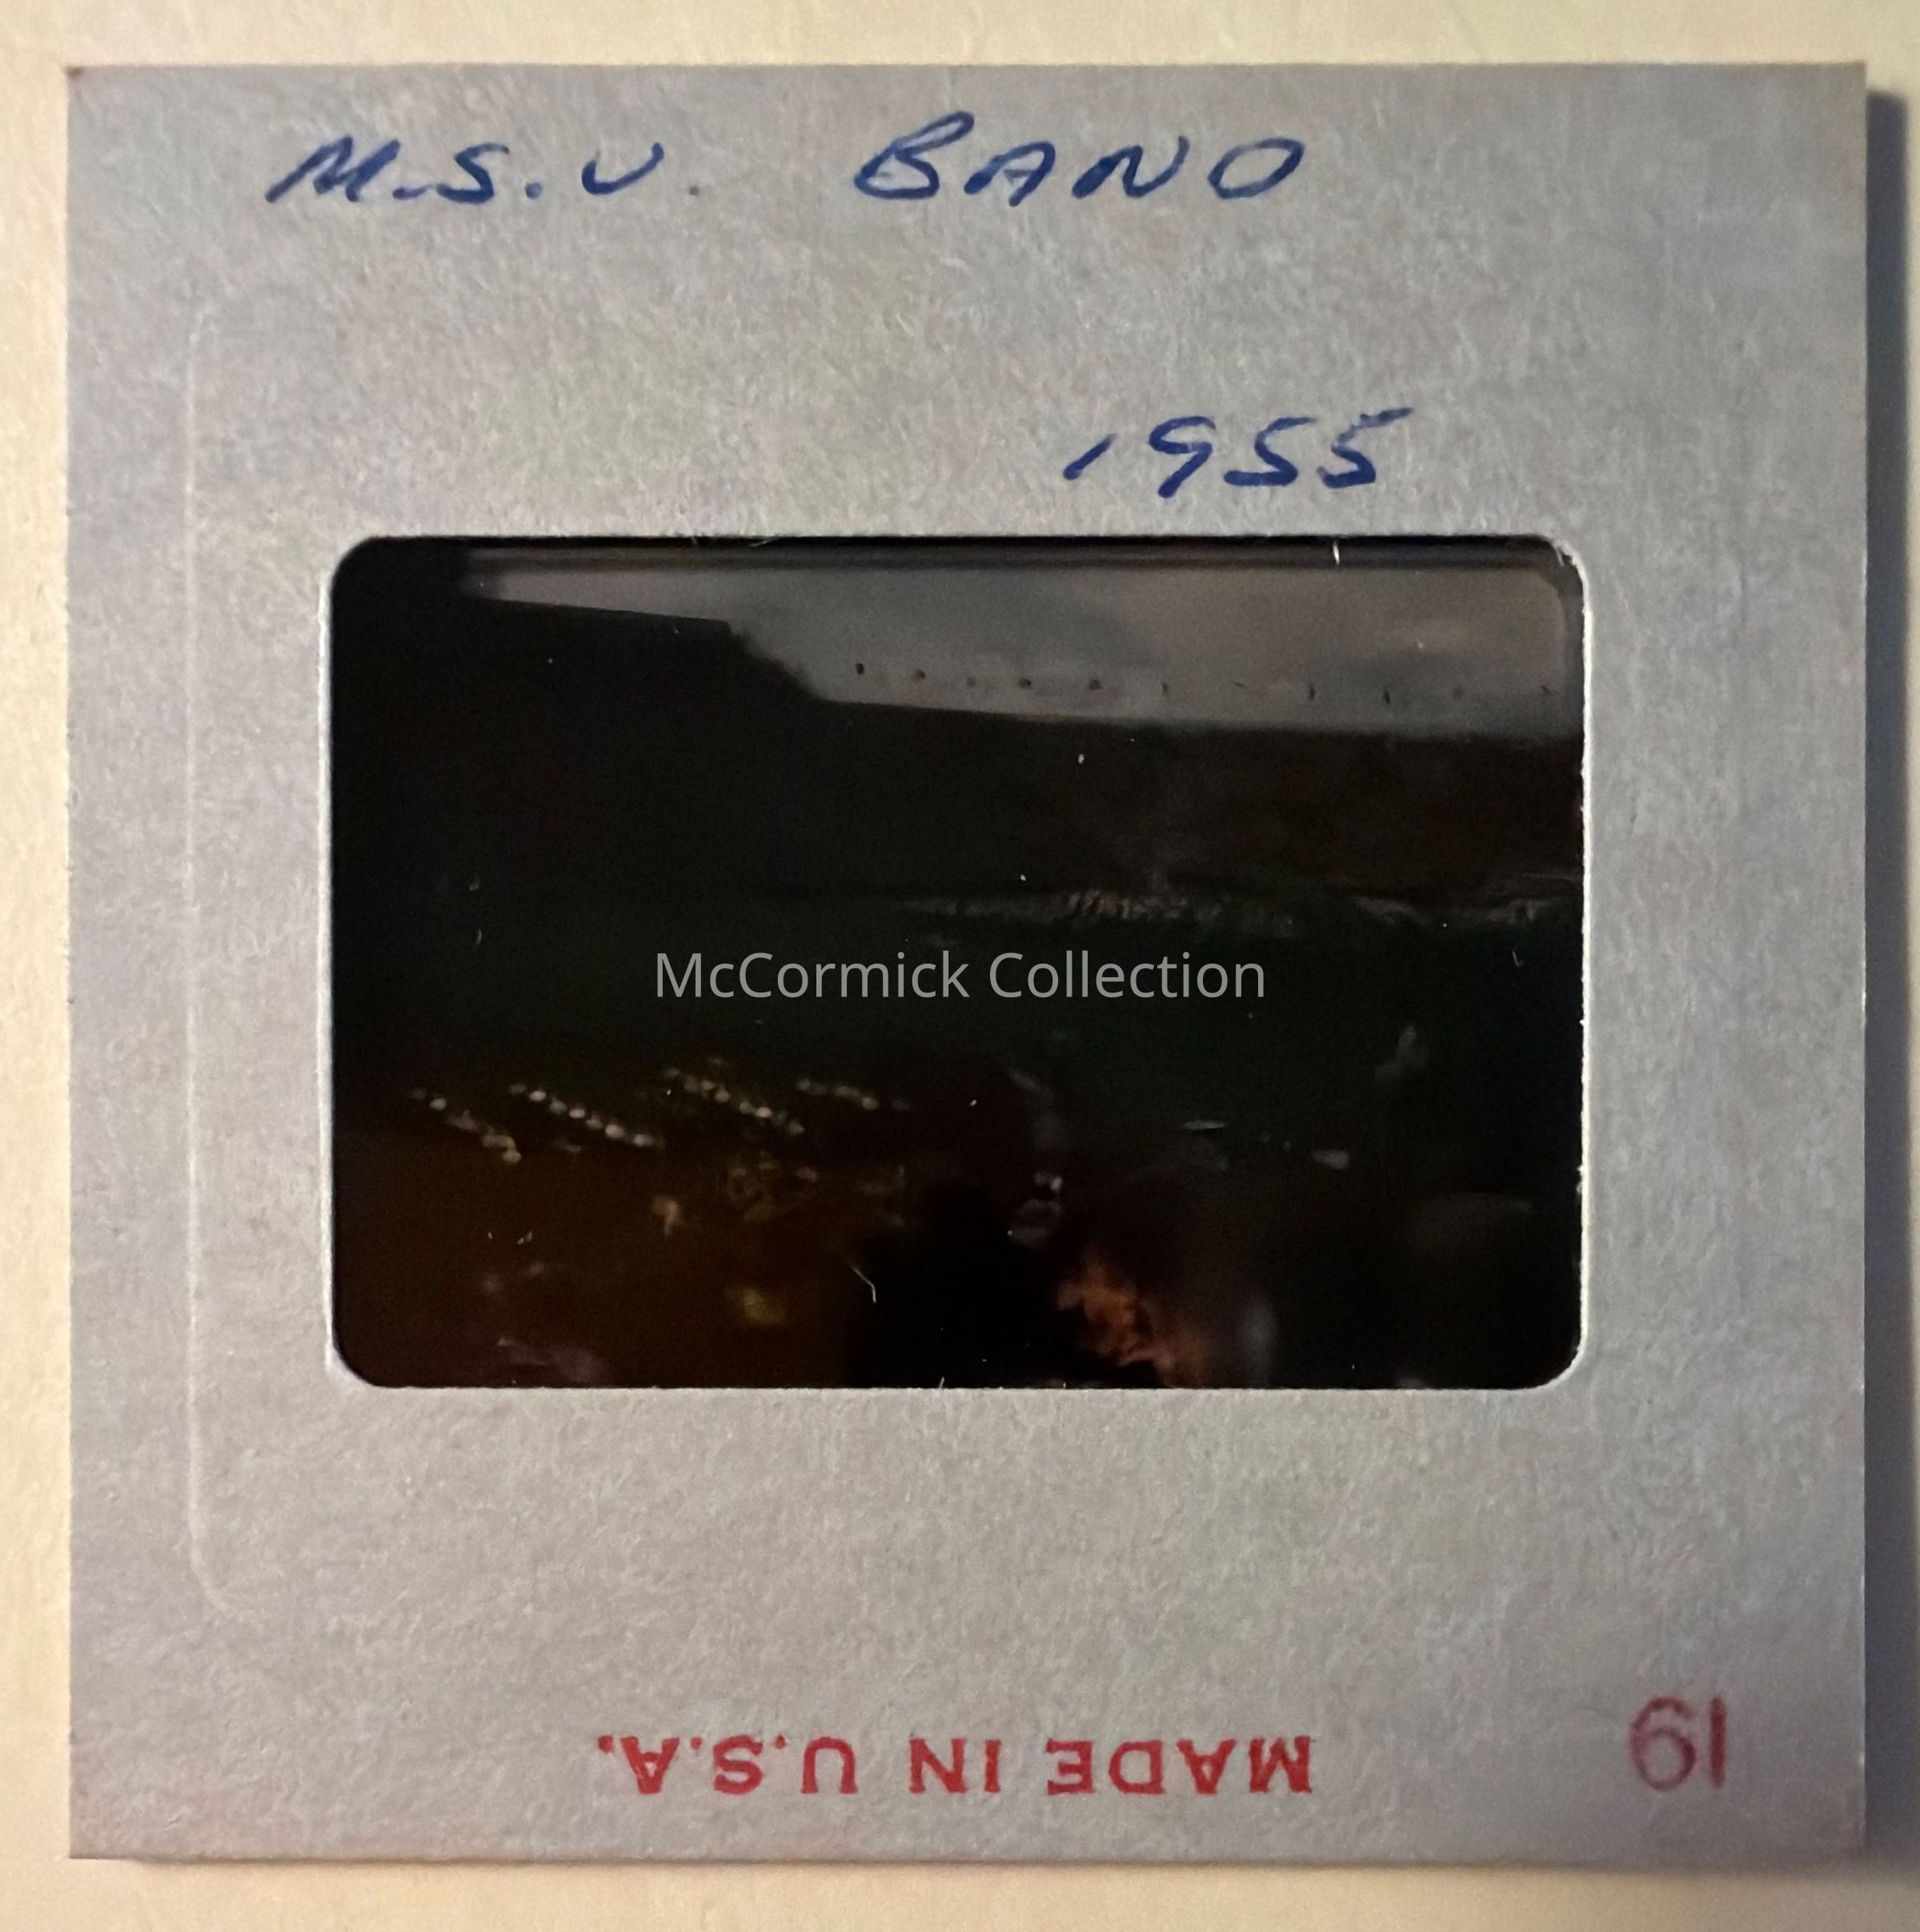 M.S.U. BAND
1955
McCormick Collection
MADE IN U.S.A.
19